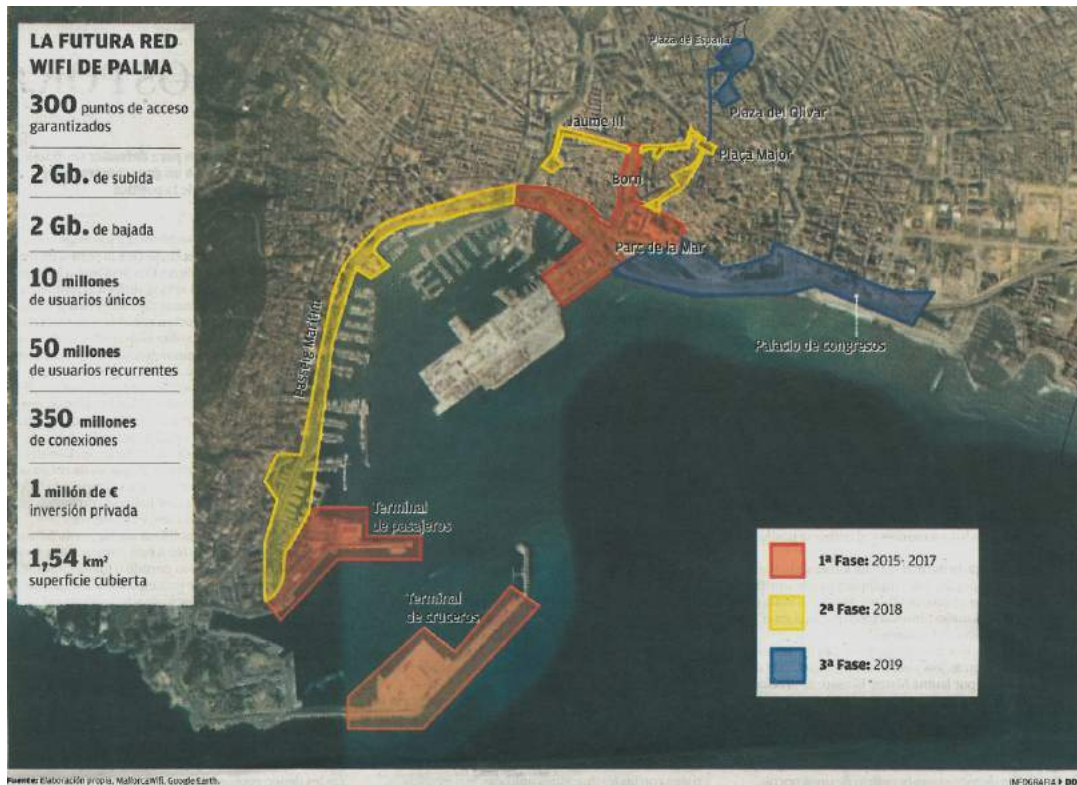 LA FUTURA RED
WIFI DE PALMA
300 puntos de acceso
garantizados
2 Gb. de subida
2 Gb. de bajada
10 millones
de usuarios únicos
50 millones
de usuarios recurrentes
350 millones
de conexiones
1 millón de €
inversión privada
1,54 km²
superficie cubierta
Plaza de España
Plaza del Olivar
Jaume III
Plaça Major
Born
Parc de la Mar
Passeig Marítim
Palacio de congresos
Terminal
de pasajeros
Terminal
de cruceros
1ª Fase: 2015-2017
2ª Fase: 2018
3ª Fase: 2019
Fuente: Elaboración propia, MallorcaWifi, Google Earth.
INFOGRAFIA ▶ DD